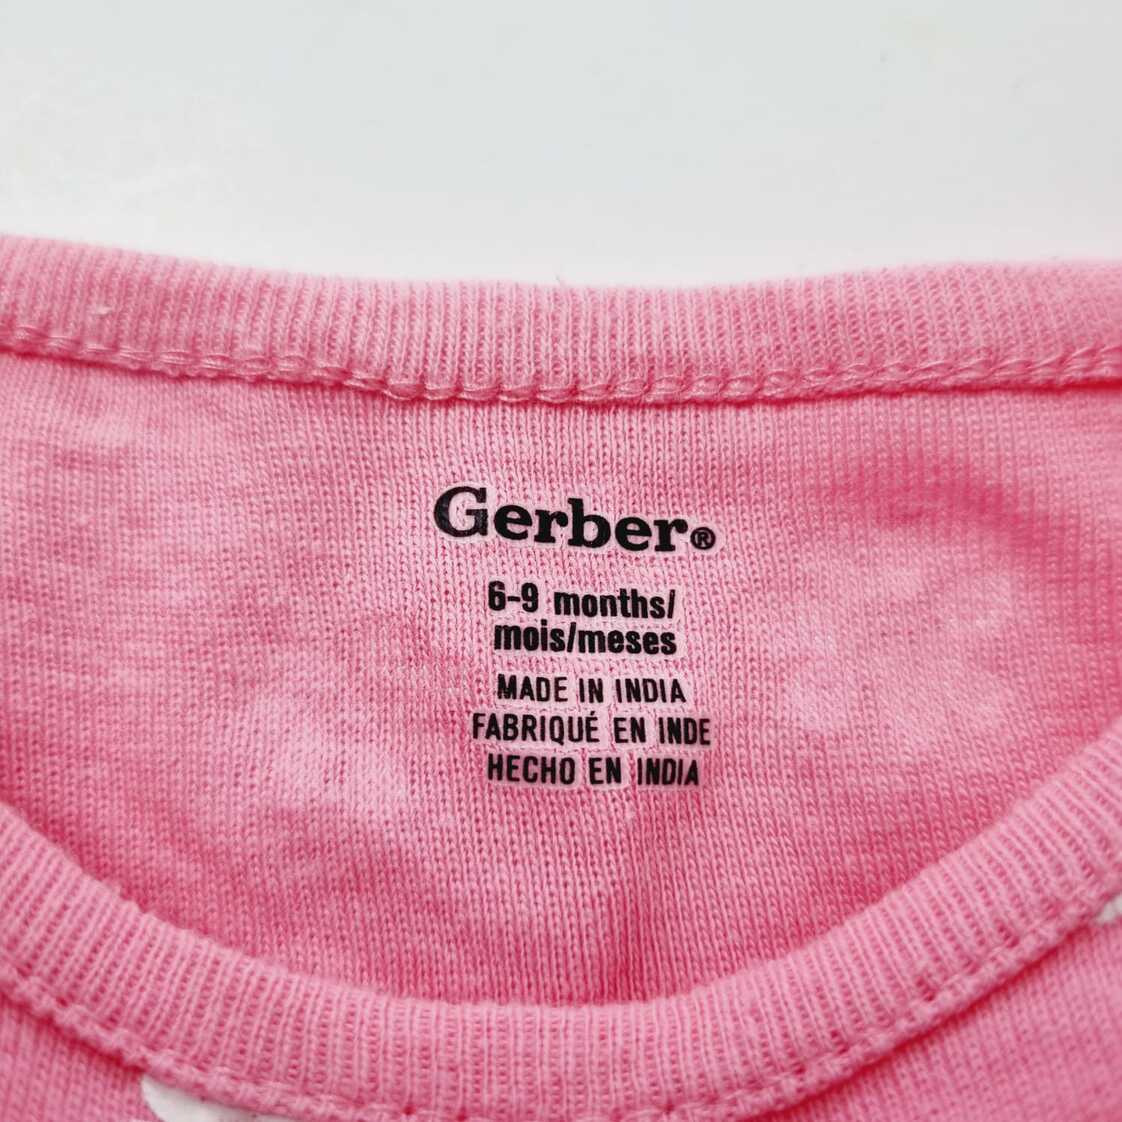 Gerber®
6-9 months/
mois/meses
MADE IN INDIA
FABRIQUÉ EN INDE
HECHO EN INDIA